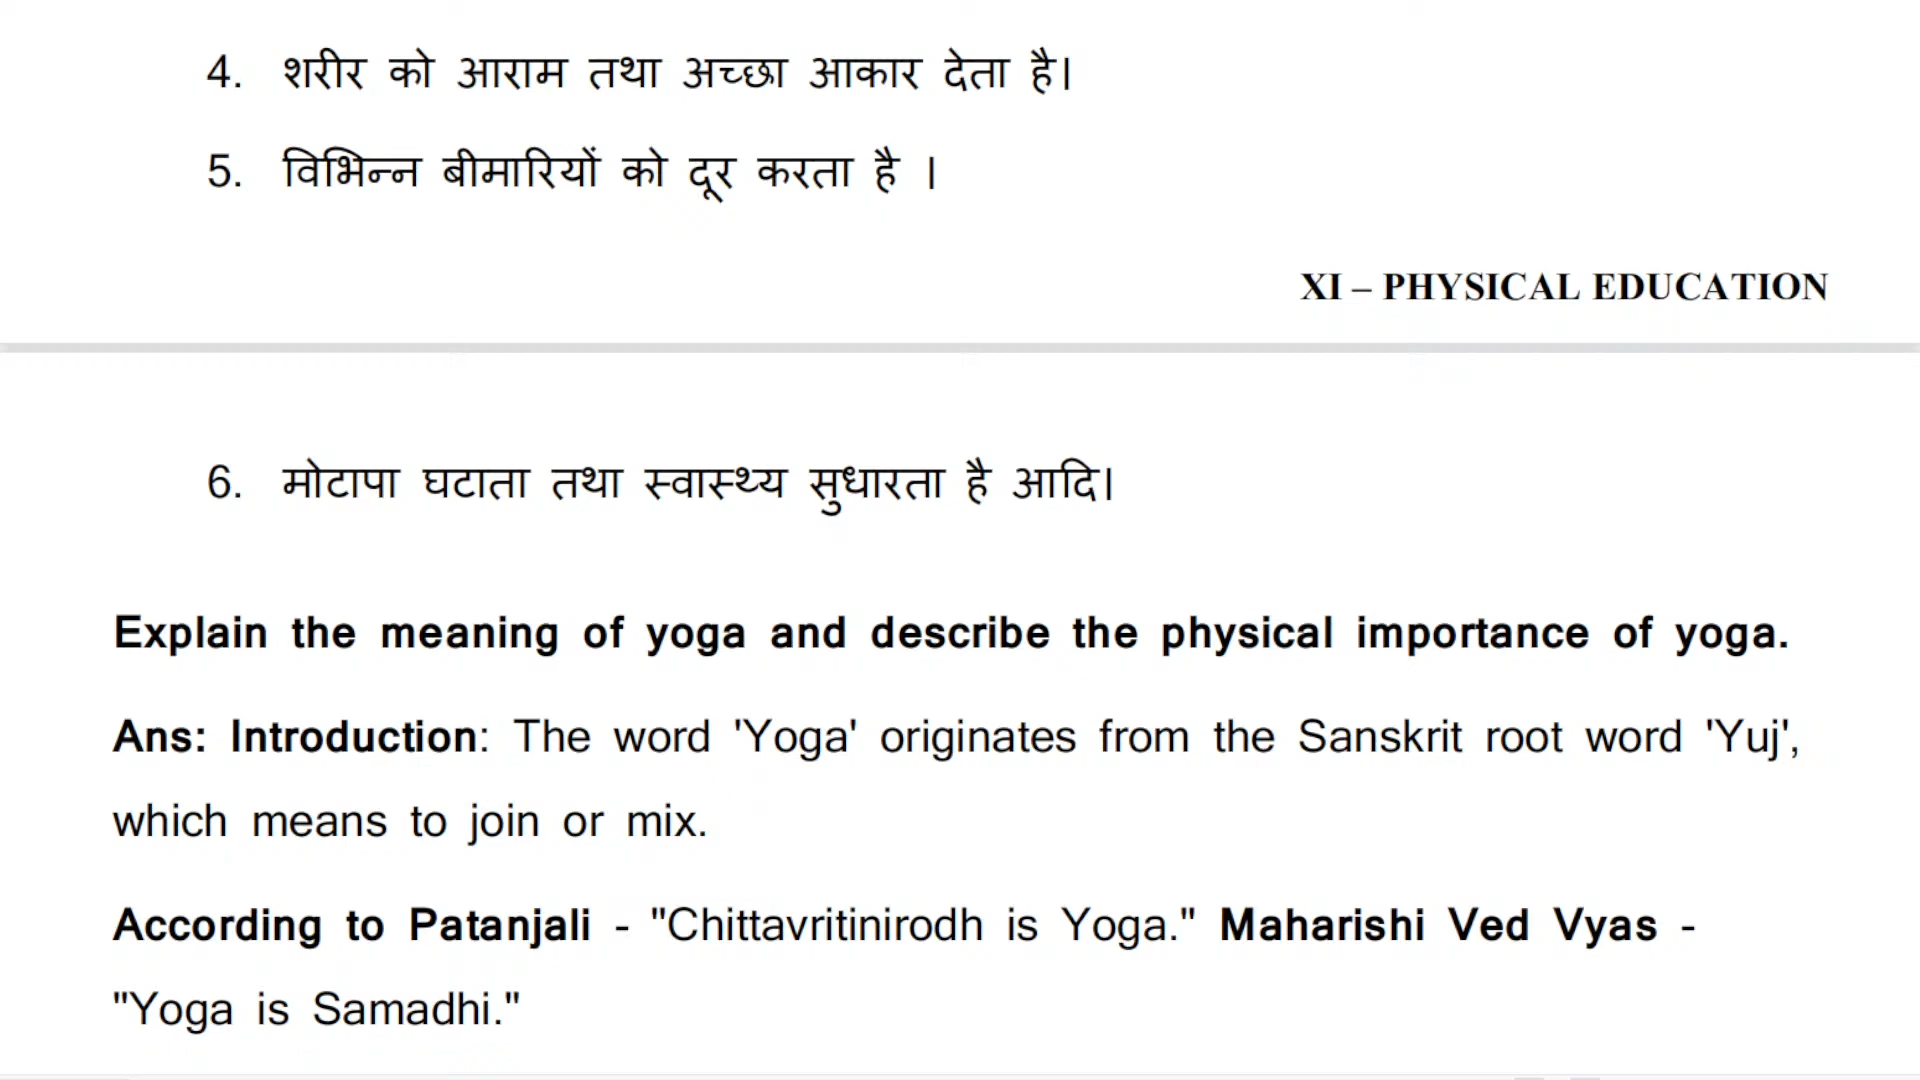 4. शरीर को आराम तथा अच्छा आकार देता है।
5. विभिन्न बीमारियों को दूर करता है ।
XI – PHYSICAL EDUCATION
6. मोटापा घटाता तथा स्वास्थ्य सुधारता है आदि।
Explain the meaning of yoga and describe the physical importance of yoga.
Ans: Introduction: The word 'Yoga' originates from the Sanskrit root word 'Yuj',
which means to join or mix.
According to Patanjali - "Chittavritinirodh is Yoga." Maharishi Ved Vyas -
"Yoga is Samadhi."